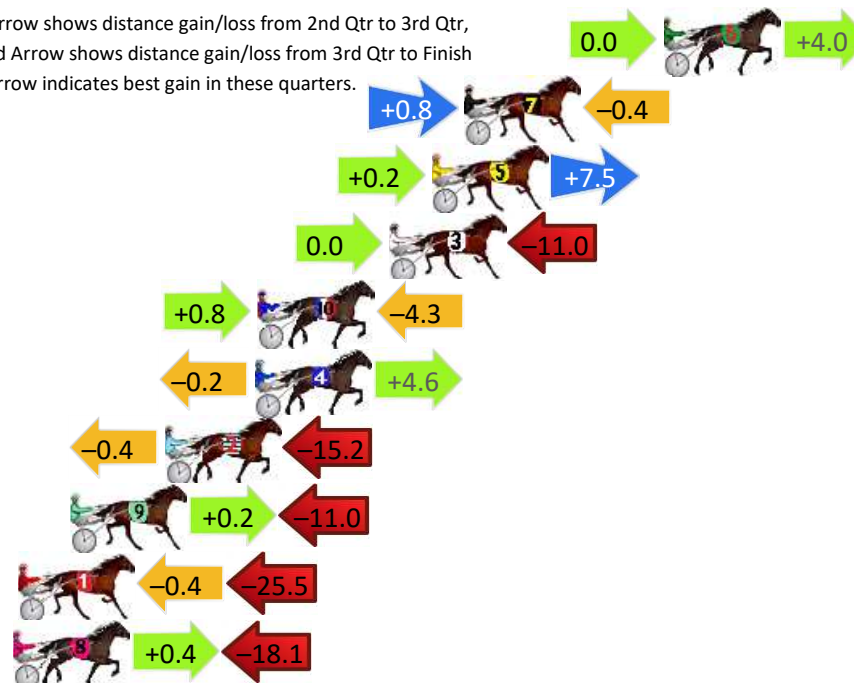 rrow shows distance gain/loss from 2nd Qtr to 3rd Qtr,
d Arrow shows distance gain/loss from 3rd Qtr to Finish
rrow indicates best gain in these quarters.
0.0 +4.0
+0.8 7 –0.4
+0.2 5 +7.5
0.0 3 –11.0
+0.8 10 –4.3
–0.2 4 +4.6
–0.4 –15.2
9 +0.2 –11.0
1 –0.4 –25.5
8 +0.4 –18.1